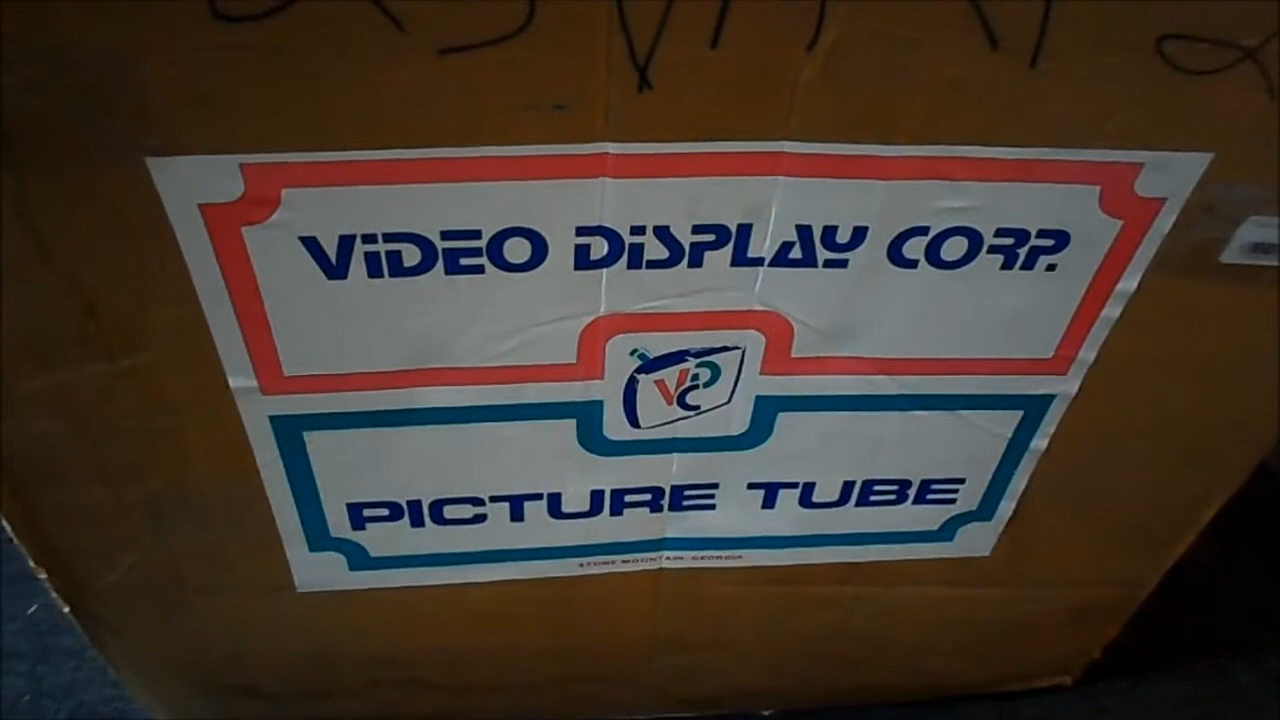 ViDEO DiSPLAY CORP.
VDC
PICTURE TUBE
STONE MOUNTAIN, GEORGIA